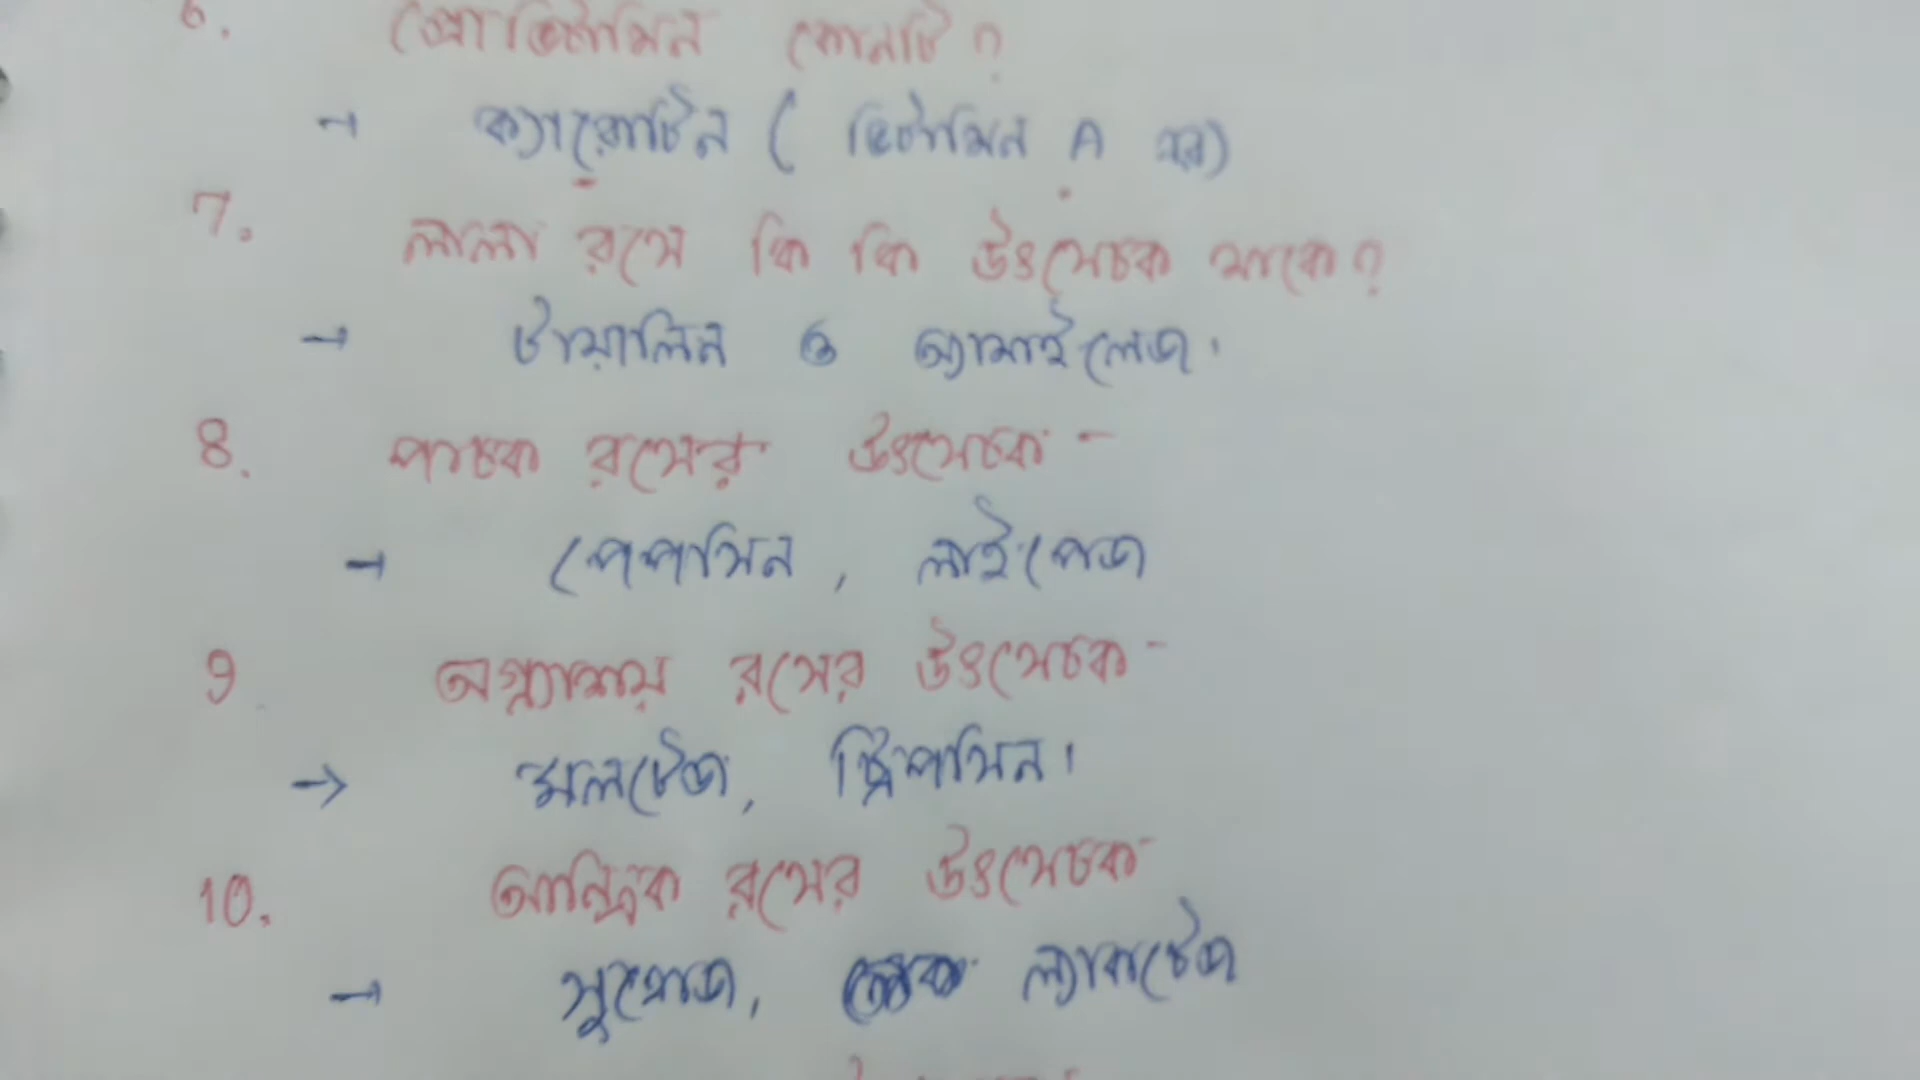 6. প্রোভিটামিন কোনটি?
→ ক্যারোটিন ( ভিটামিন A এর)
7. লালা রসে কি কি উৎসেচক থাকে?
→ টায়ালিন ও অ্যামাইলেজ।
8. পাচক রসের উৎসেচক -
→ পেপসিন, লাইপেজ
9. অগ্ন্যাশয় রসের উৎসেচক -
→ মলটেজ, ট্রিপসিন।
10. আন্ত্রিক রসের উৎসেচক -
→ সুক্রোজ, ল্যাকটেজ